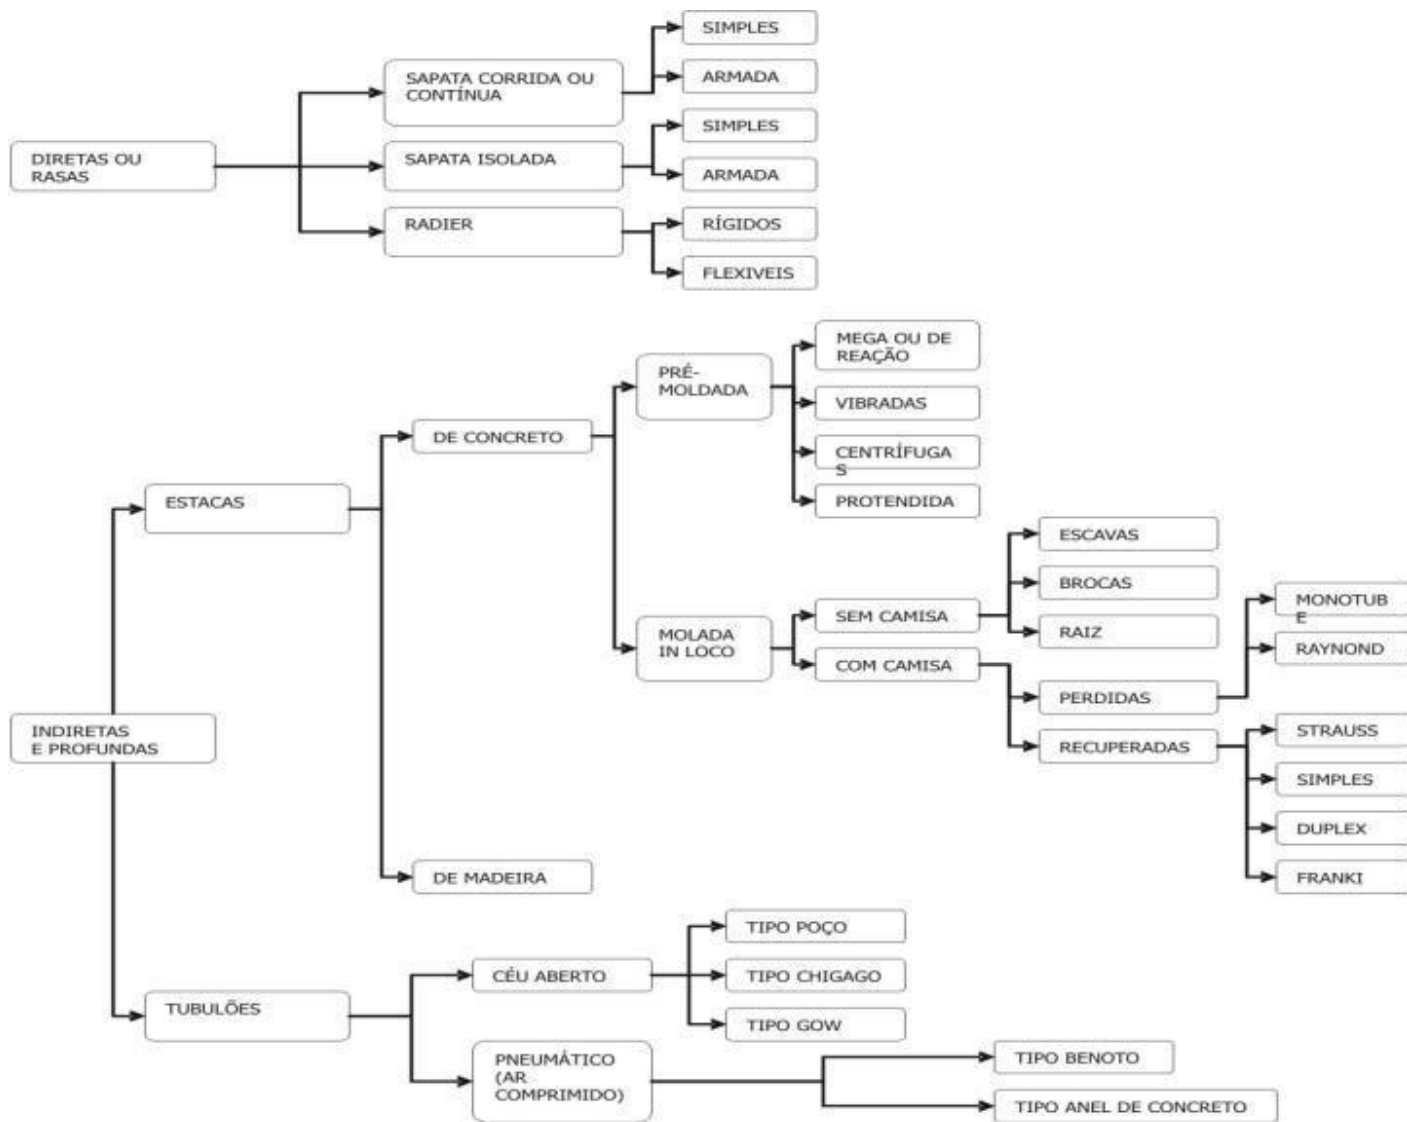 SIMPLES
SAPATA CORRIDA OU
CONTÍNUA
ARMADA
SIMPLES
DIRETAS OU
RASAS
SAPATA ISOLADA
ARMADA
RADIER
RÍGIDOS
FLEXIVEIS
MEGA OU DE
REAÇÃO
PRÉ-
MOLDADA
VIBRADAS
DE CONCRETO
CENTRÍFUGA
S
PROTENDIDA
ESTACAS
ESCAVAS
BROCAS
MONOTUB
E
SEM CAMISA
RAIZ
MOLADA
IN LOCO
RAYNOND
COM CAMISA
PERDIDAS
INDIRETAS
E PROFUNDAS
STRAUSS
RECUPERADAS
SIMPLES
DUPLEX
DE MADEIRA
FRANKI
TIPO POÇO
CÉU ABERTO
TIPO CHIGAGO
TUBULÕES
TIPO GOW
PNEUMÁTICO
(AR
COMPRIMIDO)
TIPO BENOTO
TIPO ANEL DE CONCRETO